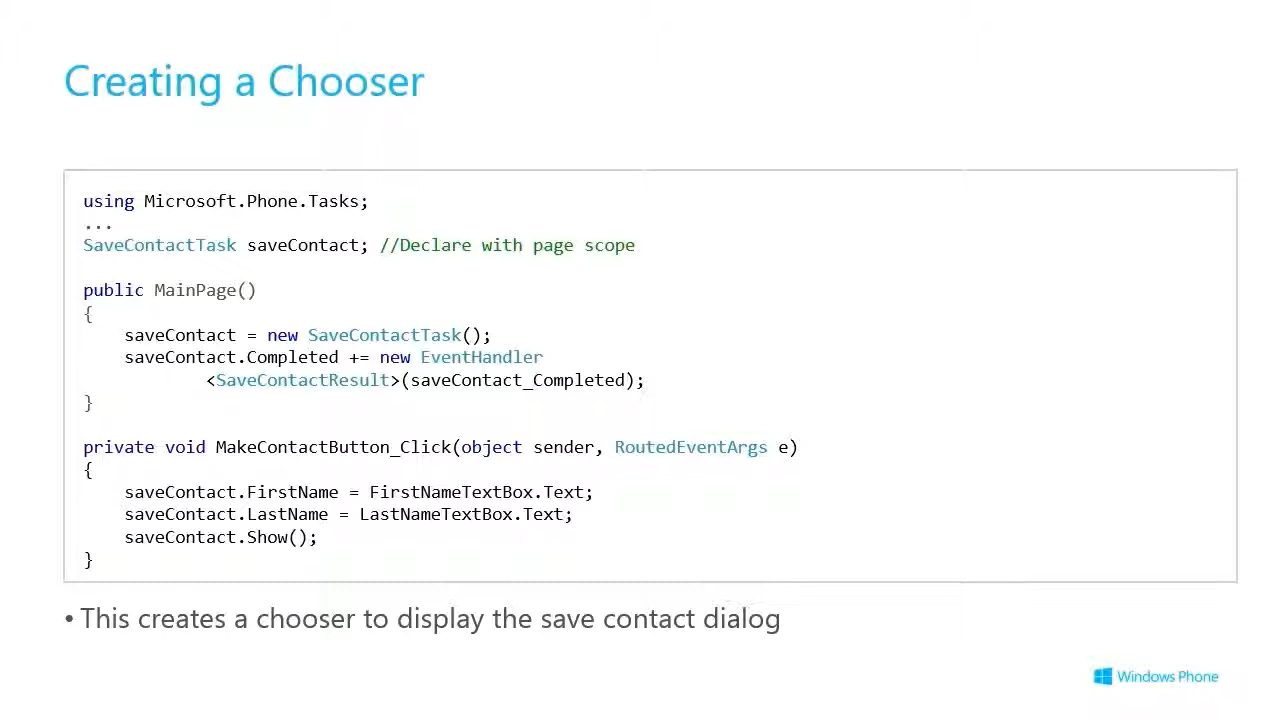 Creating a Chooser
using Microsoft.Phone.Tasks;
...
SaveContactTask saveContact; //Declare with page scope
public MainPage()
{
    saveContact = new SaveContactTask();
    saveContact.Completed += new EventHandler
            <SaveContactResult>(saveContact_Completed);
}
private void MakeContactButton_Click(object sender, RoutedEventArgs e)
{
    saveContact.FirstName = FirstNameTextBox.Text;
    saveContact.LastName = LastNameTextBox.Text;
    saveContact.Show();
}
• This creates a chooser to display the save contact dialog
Windows Phone